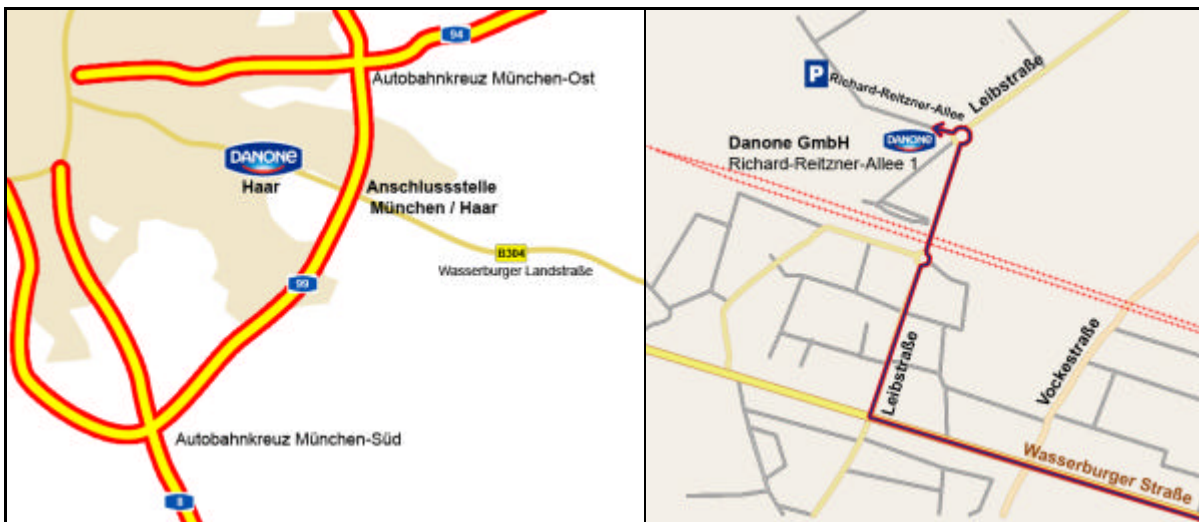 94
Autobahnkreuz München-Ost
DANONE
Haar
Anschlussstelle
München / Haar
B304
Wasserburger Landstraße
99
Autobahnkreuz München-Süd
8
P
Richard-Reitzner-Allee
Leibstraße
Danone GmbH
DANONE
Richard-Reitzner-Allee 1
Leibstraße
Vockestraße
Wasserburger Straße